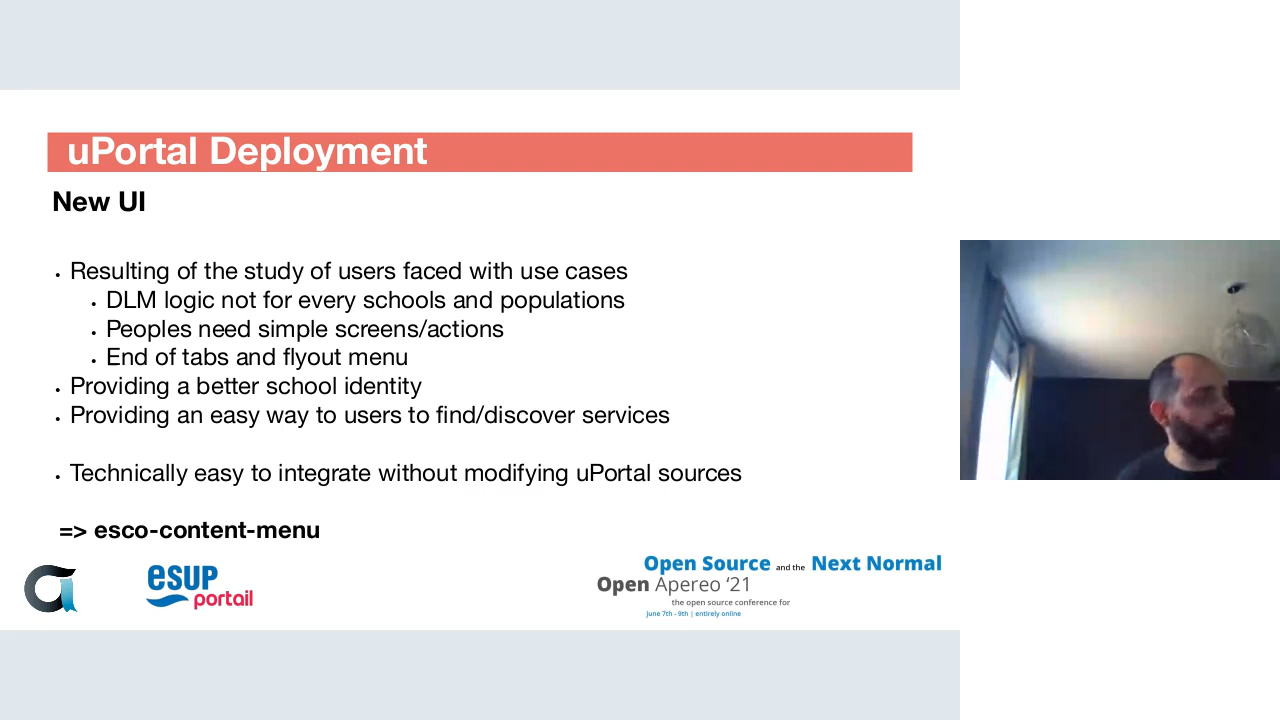 uPortal Deployment
New UI
• Resulting of the study of users faced with use cases
• DLM logic not for every schools and populations
• Peoples need simple screens/actions
• End of tabs and flyout menu
• Providing a better school identity
• Providing an easy way to users to find/discover services
• Technically easy to integrate without modifying uPortal sources
=> esco-content-menu
esup
portail
Open Source and the Next Normal
Open Apereo ‘21
the open source conference for
june 7th - 9th | entirely online